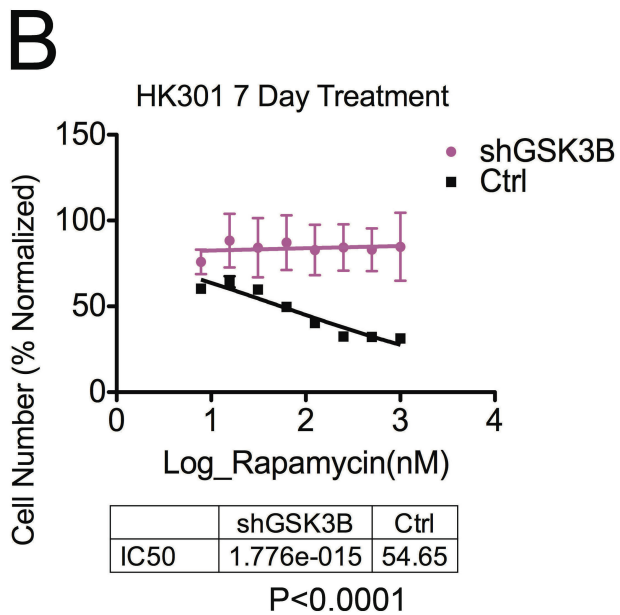 B
HK301 7 Day Treatment
150
100
50
0
0
1
2
3
4
Cell Number (% Normalized)
Log_Rapamycin(nM)
shGSK3B
Ctrl
shGSK3B Ctrl
IC50 1.776e-015 54.65
P<0.0001